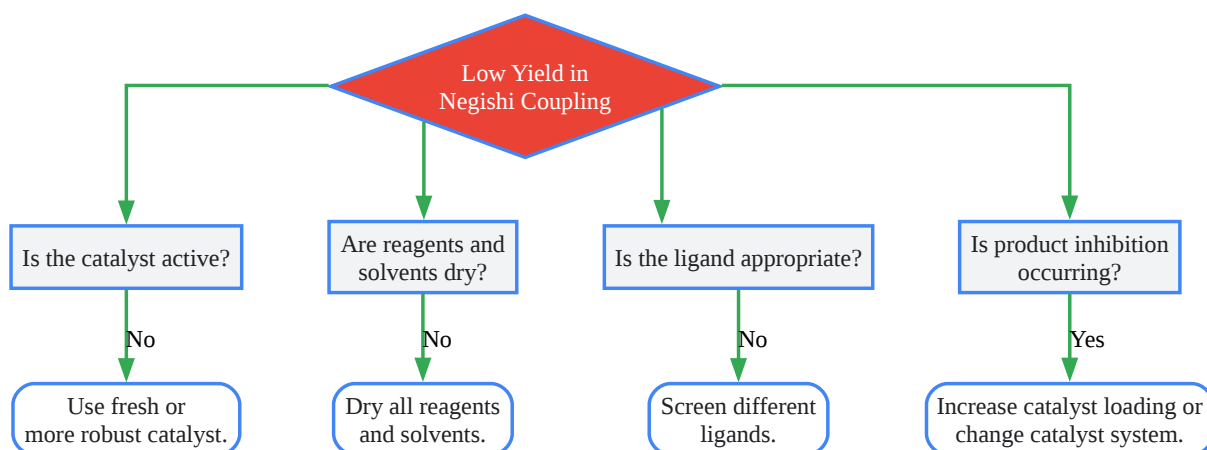 Low Yield in
Negishi Coupling
Is the catalyst active?
Are reagents and
solvents dry?
Is the ligand appropriate?
Is product inhibition
occurring?
No
No
No
Yes
Use fresh or
more robust catalyst.
Dry all reagents
and solvents.
Screen different
ligands.
Increase catalyst loading or
change catalyst system.